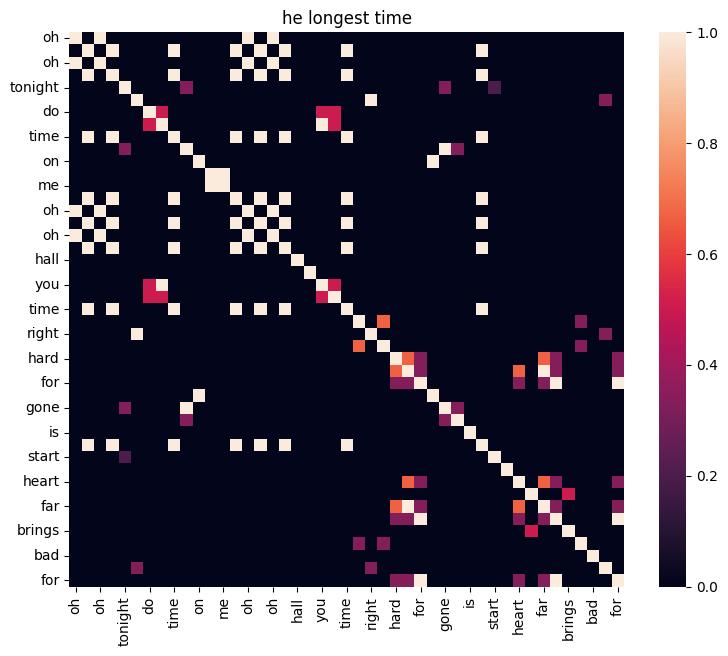 he longest time
oh
oh
tonight
do
time
on
me
oh
oh
hall
you
time
right
hard
for
gone
is
start
heart
far
brings
bad
for
1.0
0.8
0.6
0.4
0.2
0.0
oh
oh
tonight
do
time
on
me
oh
oh
hall
you
time
right
hard
for
gone
is
start
heart
far
brings
bad
for